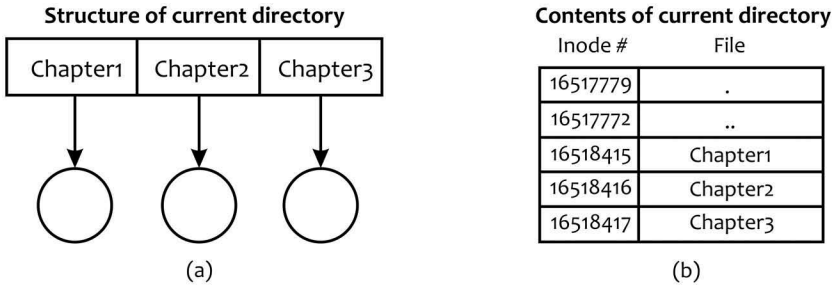 Structure of current directory
Chapter1 Chapter2 Chapter3
(a)
Contents of current directory
Inode # File
16517779 .
16517772 ..
16518415 Chapter1
16518416 Chapter2
16518417 Chapter3
(b)